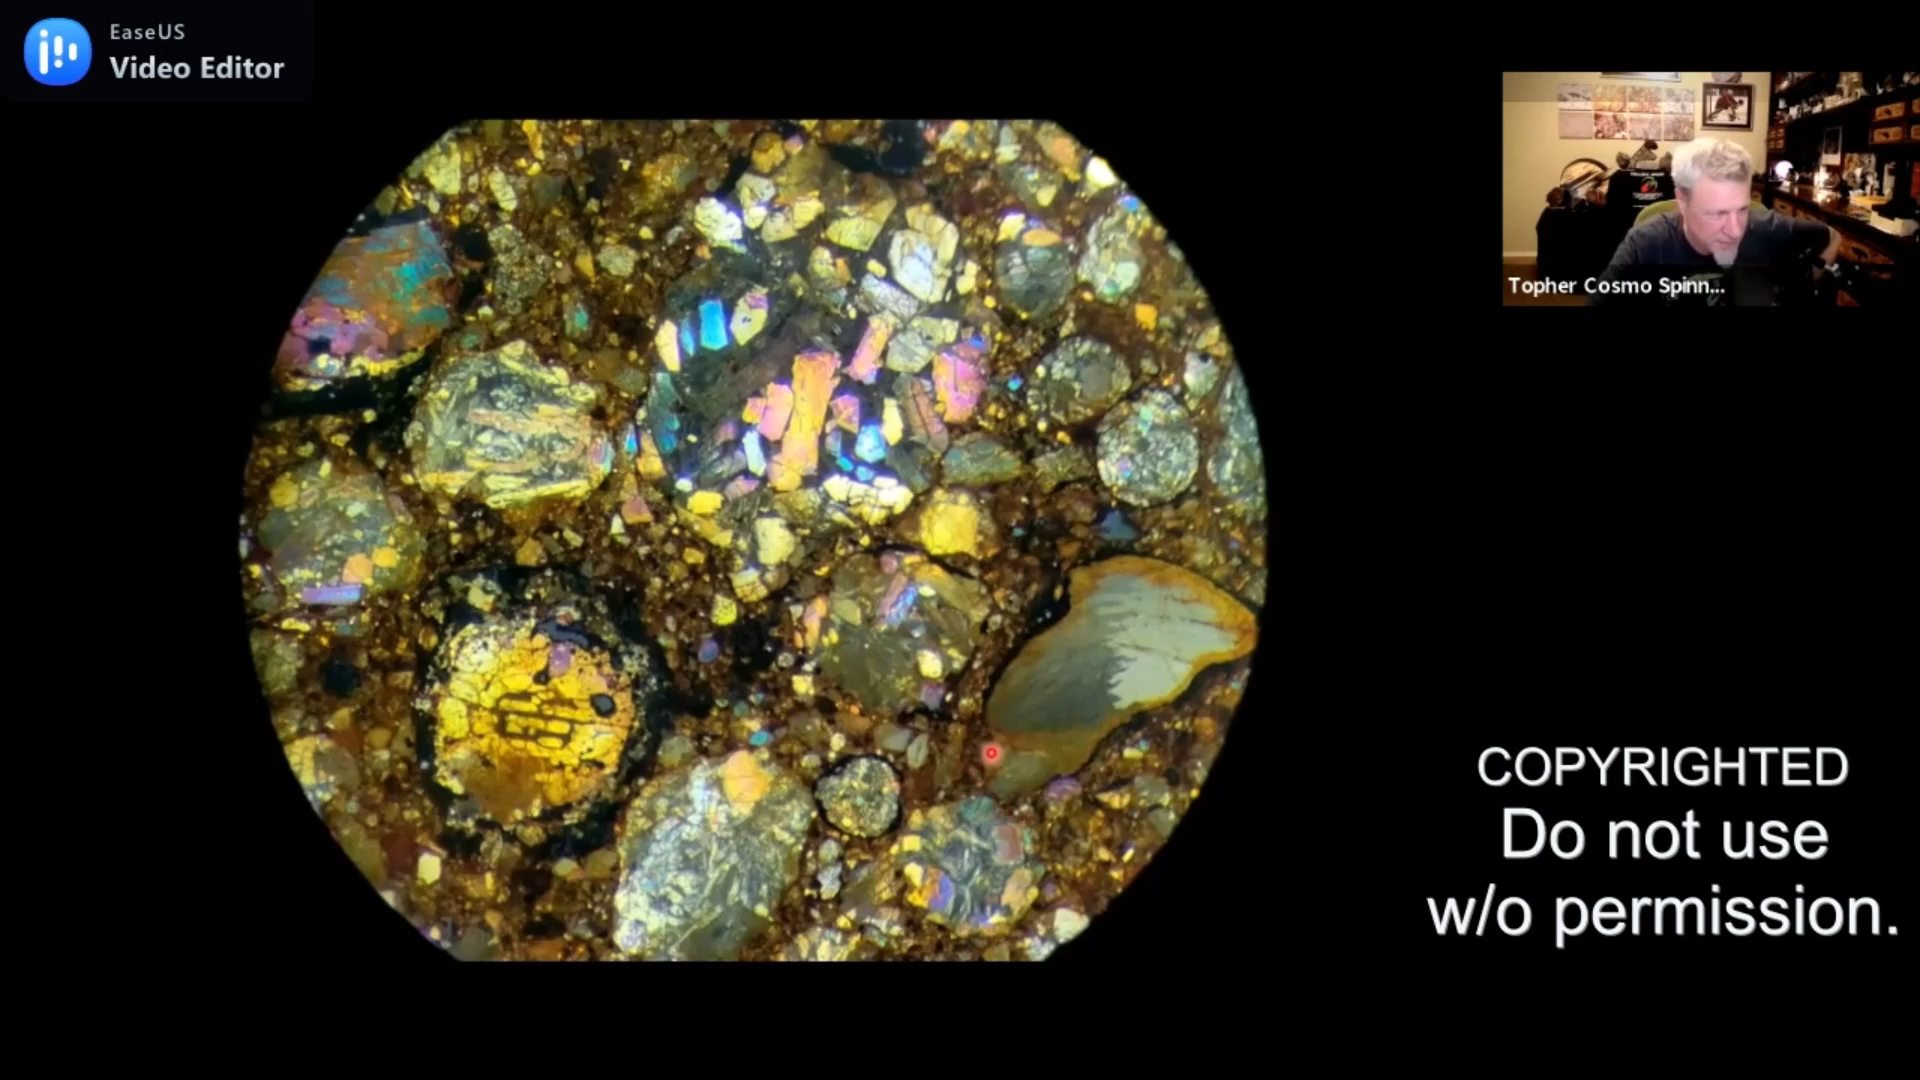 EaseUS
Video Editor
Topher Cosmo Spinn...
COPYRIGHTED
Do not use
w/o permission.